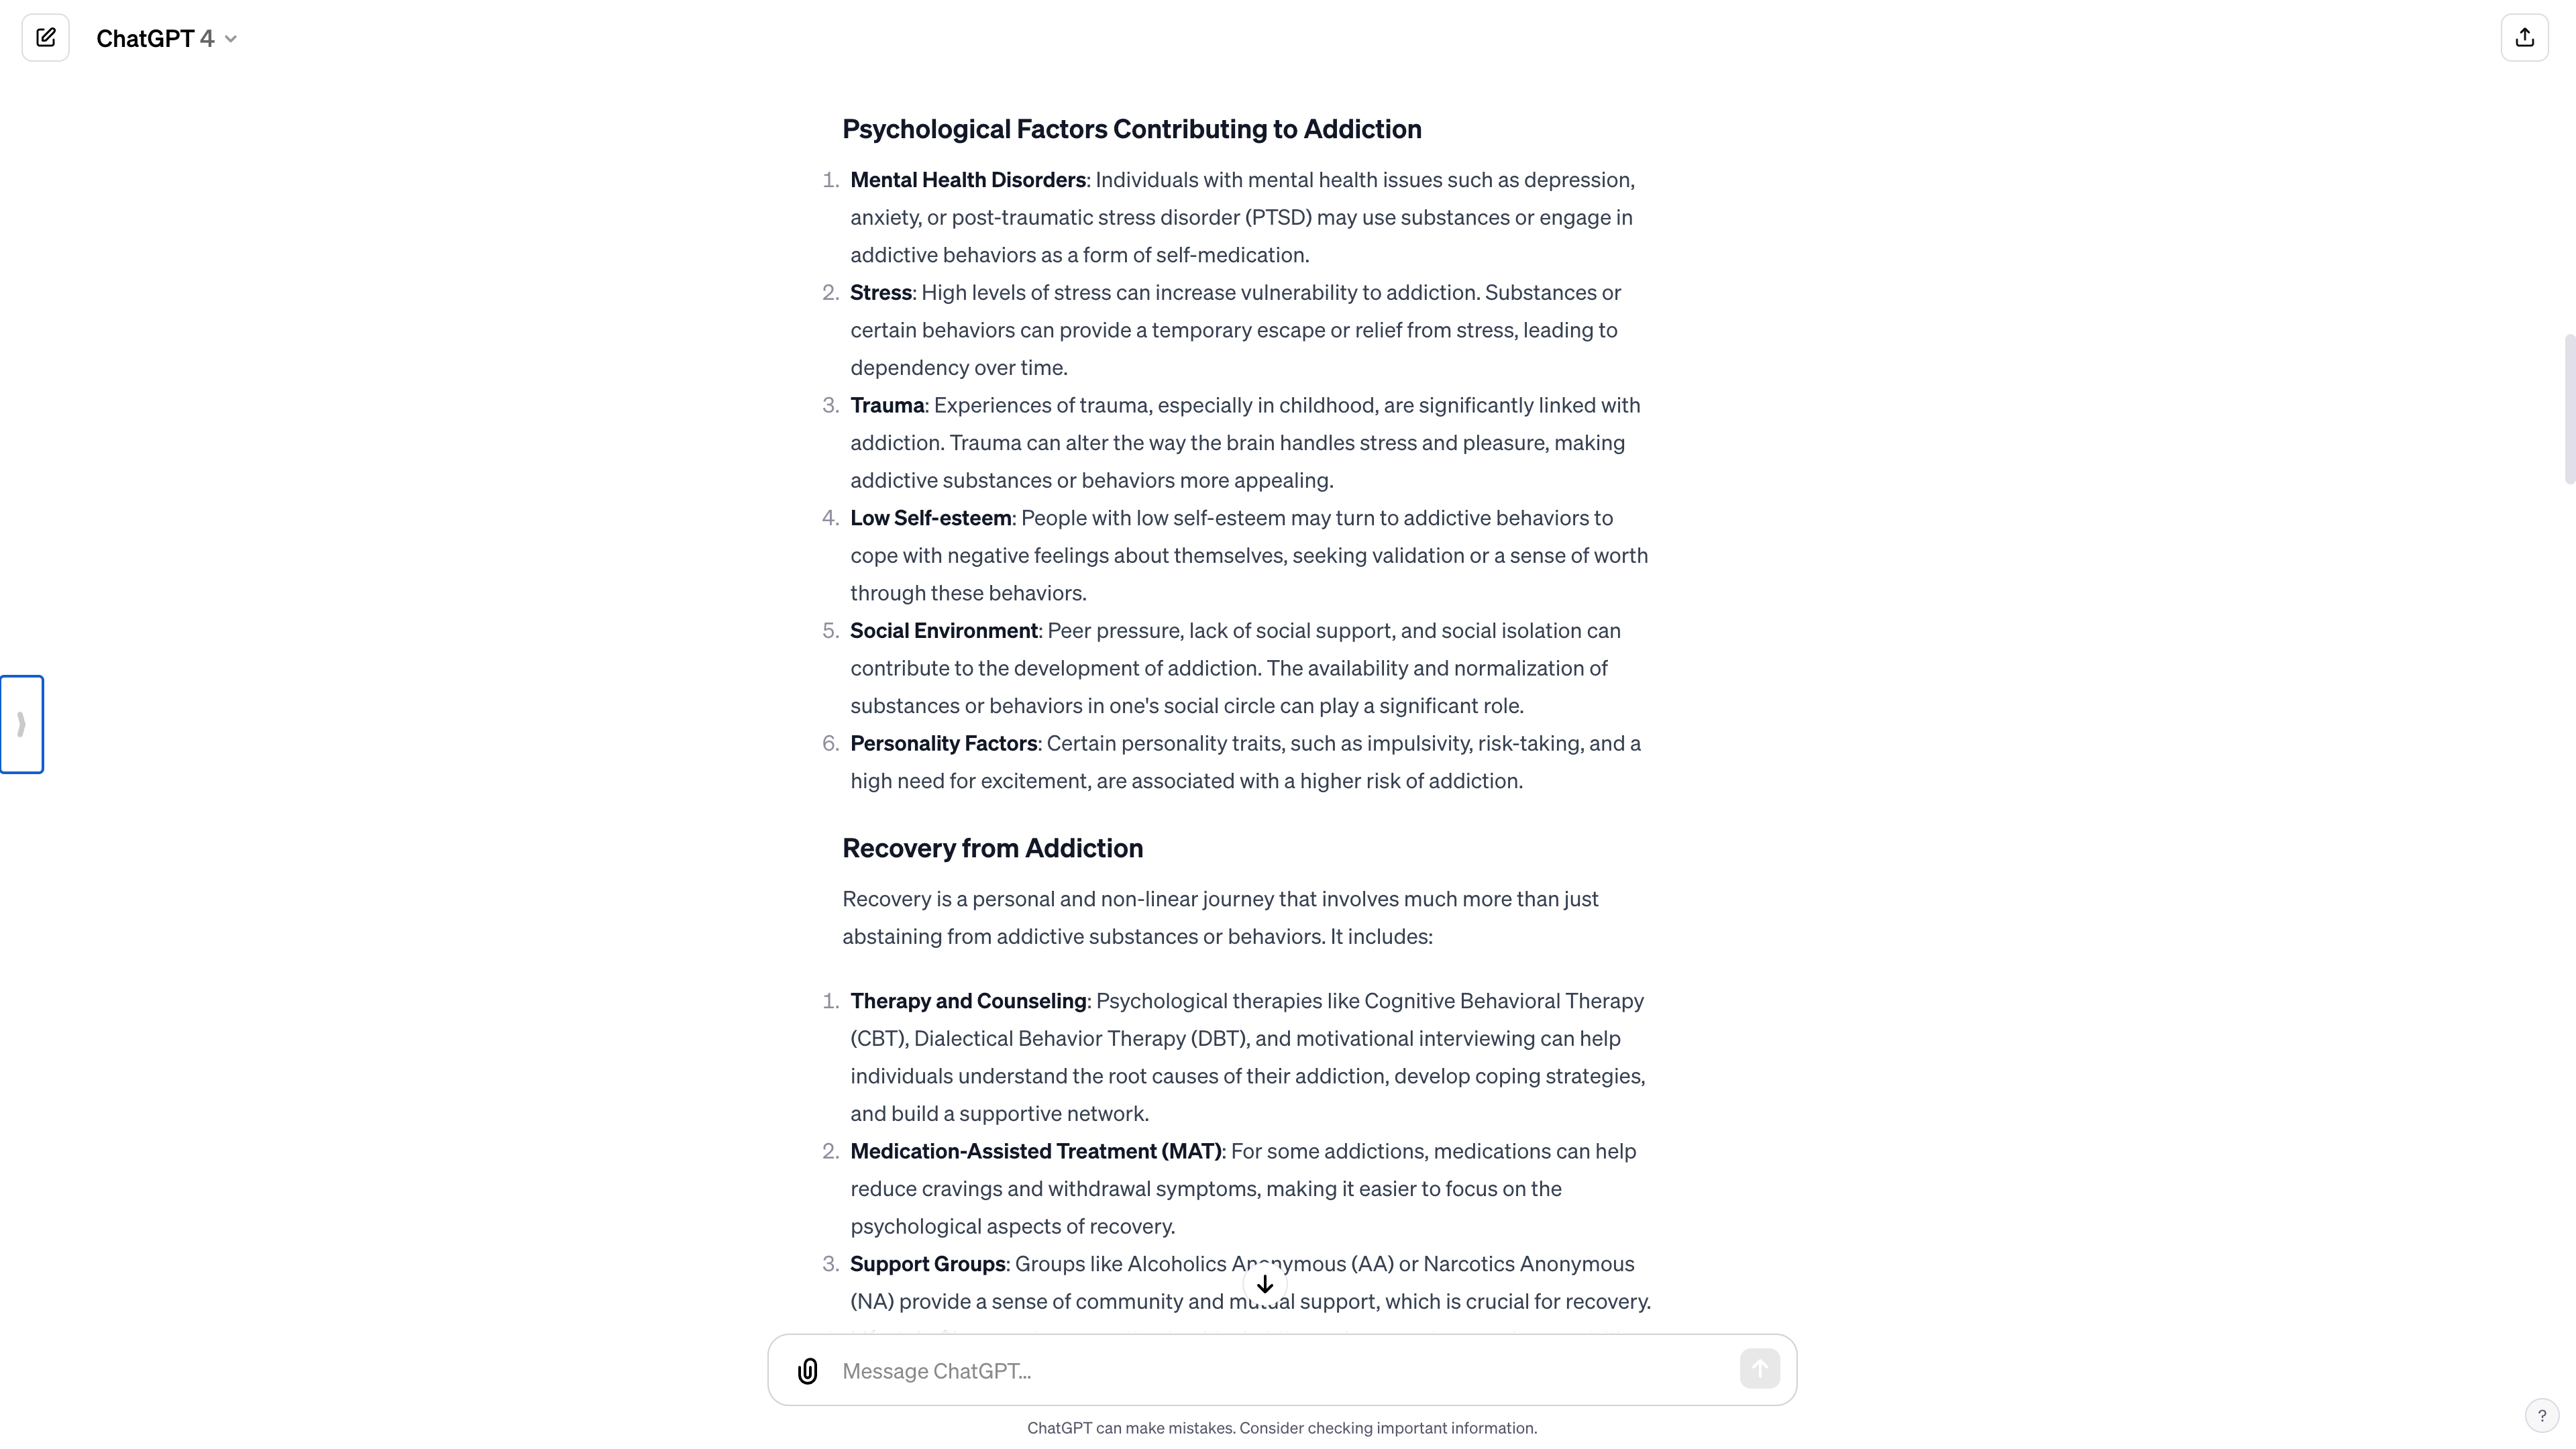 ChatGPT 4
Psychological Factors Contributing to Addiction
1. Mental Health Disorders: Individuals with mental health issues such as depression,
anxiety, or post-traumatic stress disorder (PTSD) may use substances or engage in
addictive behaviors as a form of self-medication.
2. Stress: High levels of stress can increase vulnerability to addiction. Substances or
certain behaviors can provide a temporary escape or relief from stress, leading to
dependency over time.
3. Trauma: Experiences of trauma, especially in childhood, are significantly linked with
addiction. Trauma can alter the way the brain handles stress and pleasure, making
addictive substances or behaviors more appealing.
4. Low Self-esteem: People with low self-esteem may turn to addictive behaviors to
cope with negative feelings about themselves, seeking validation or a sense of worth
through these behaviors.
5. Social Environment: Peer pressure, lack of social support, and social isolation can
contribute to the development of addiction. The availability and normalization of
substances or behaviors in one's social circle can play a significant role.
6. Personality Factors: Certain personality traits, such as impulsivity, risk-taking, and a
high need for excitement, are associated with a higher risk of addiction.
Recovery from Addiction
Recovery is a personal and non-linear journey that involves much more than just
abstaining from addictive substances or behaviors. It includes:
1. Therapy and Counseling: Psychological therapies like Cognitive Behavioral Therapy
(CBT), Dialectical Behavior Therapy (DBT), and motivational interviewing can help
individuals understand the root causes of their addiction, develop coping strategies,
and build a supportive network.
2. Medication-Assisted Treatment (MAT): For some addictions, medications can help
reduce cravings and withdrawal symptoms, making it easier to focus on the
psychological aspects of recovery.
3. Support Groups: Groups like Alcoholics Anonymous (AA) or Narcotics Anonymous
(NA) provide a sense of community and mutual support, which is crucial for recovery.
Message ChatGPT...
ChatGPT can make mistakes. Consider checking important information.
?